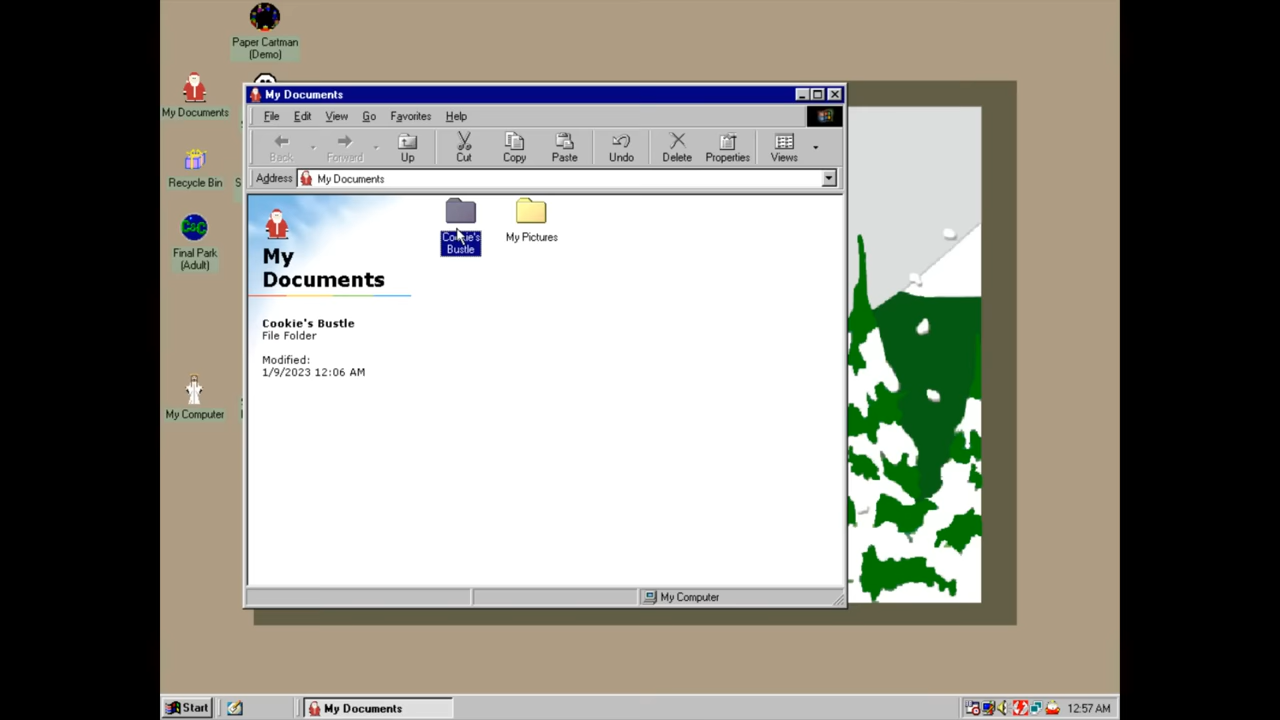 Paper Cartman
(Demo)
My Documents
Recycle Bin
Final Park
(Adult)
My Computer
My Documents
File Edit View Go Favorites Help
Back Forward Up Cut Copy Paste Undo Delete Properties Views
Address My Documents
My
Documents
Cookie's Bustle
File Folder
Modified:
1/9/2023 12:06 AM
Cookie's
Bustle
My Pictures
My Computer
Start
My Documents
12:57 AM